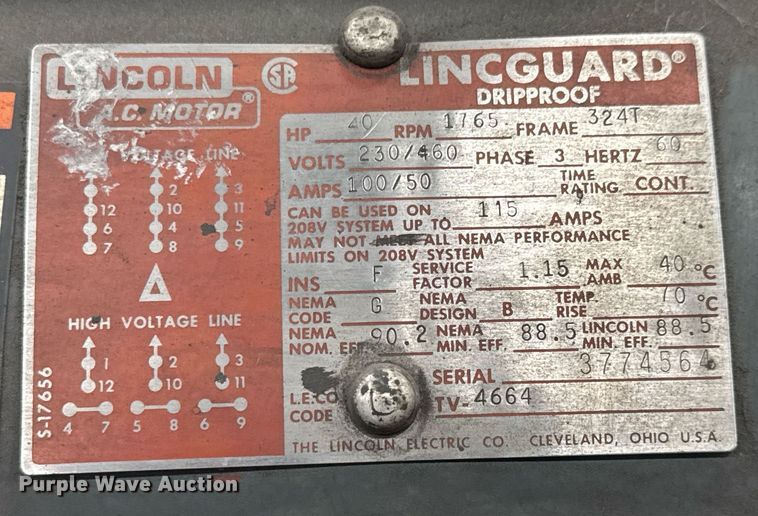 LINCOLN
A.C. MOTOR®
LINCGUARD®
DRIPPROOF
HP 40 RPM 1765 FRAME 324T
VOLTS 230/460 PHASE 3 HERTZ 60
AMPS 100/50 TIME RATING CONT.
CAN BE USED ON
208V SYSTEM UP TO 115 AMPS
MAY NOT MEET ALL NEMA PERFORMANCE
LIMITS ON 208V SYSTEM
INS F SERVICE FACTOR 1.15 MAX AMB 40 °C
NEMA CODE G NEMA DESIGN B TEMP. RISE 70 °C
NEMA NOM. EFF. 90.2 NEMA MIN. EFF. 88.5 LINCOLN MIN. EFF. 88.5
SERIAL 3774564
L.E.CO. CODE TV-4664
THE LINCOLN ELECTRIC CO. CLEVELAND, OHIO U.S.A.
VOLTAGE LINE
2 3
12 10 11
6 4 5
7 8 9
HIGH VOLTAGE LINE
1 2 3
12 10 11
4 7 5 8 6 9
S-17656
Purple Wave Auction